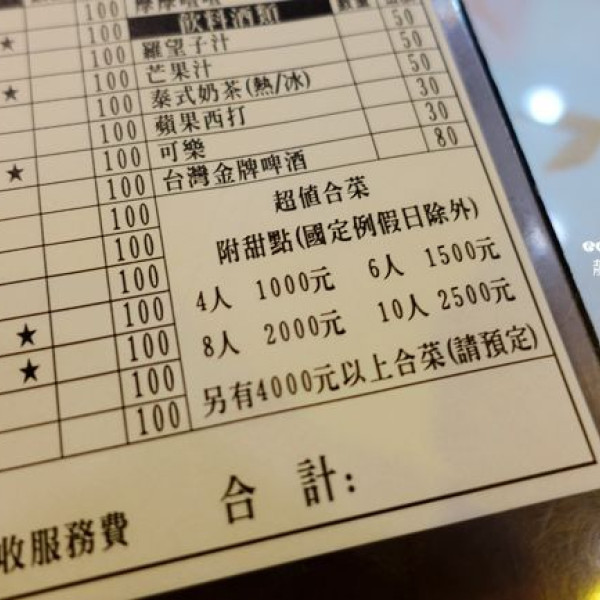 100
飲料酒類
★ 100 羅望子汁 50
100 芒果汁 50
★ 100 泰式奶茶(熱/冰) 50
100 蘋果西打 30
100 可樂 30
★ 100 台灣金牌啤酒 80
100 超值合菜
100 附甜點(國定例假日除外)
100 4人 1000元 6人 1500元
★ 100 8人 2000元 10人 2500元
★ 100 另有4000元以上合菜(請預定)
100
100
合 計:
收服務費